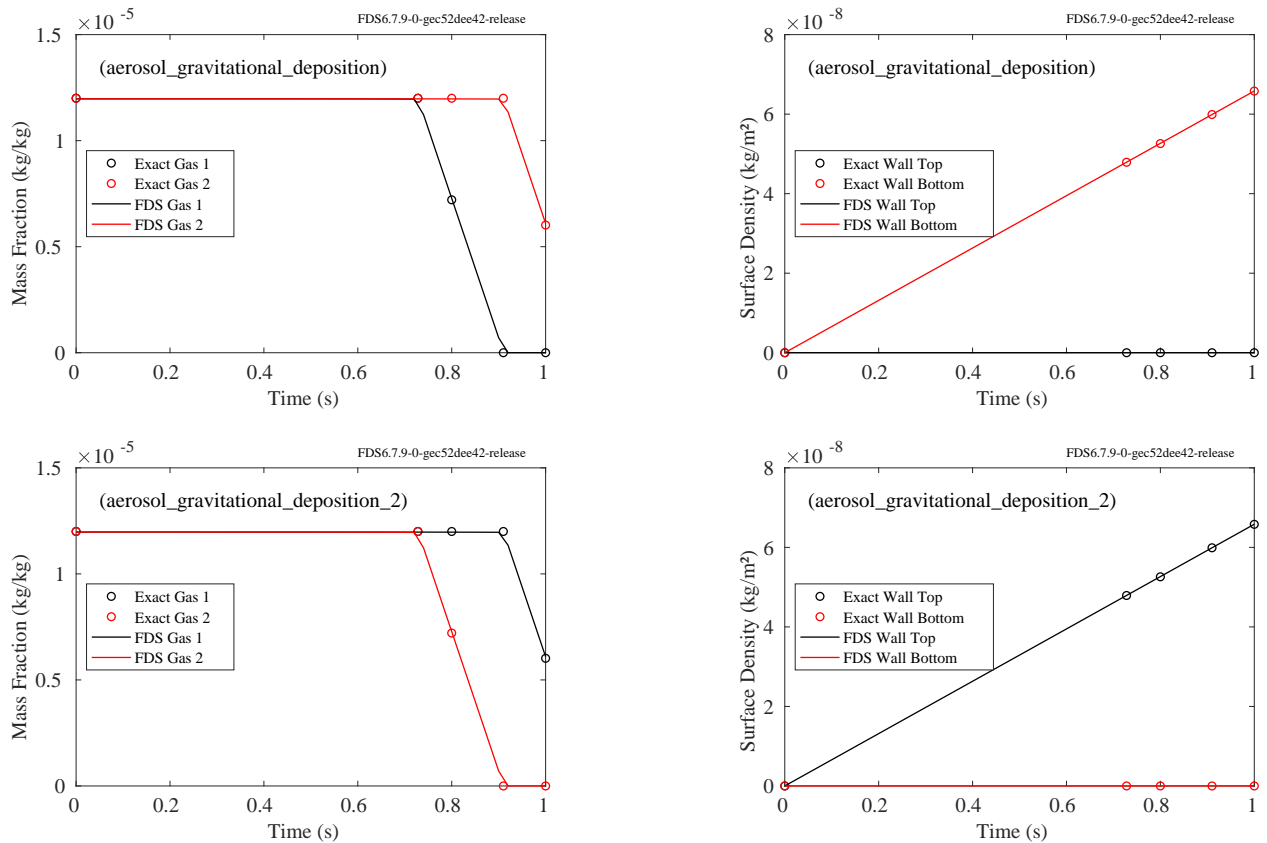 ×10 -5
FDS6.7.9-0-gec52dee42-release
1.5
(aerosol_gravitational_deposition)
1
Mass Fraction (kg/kg)
Exact Gas 1
Exact Gas 2
FDS Gas 1
FDS Gas 2
0.5
0
0 0.2 0.4 0.6 0.8 1
Time (s)
×10 -8
FDS6.7.9-0-gec52dee42-release
8
(aerosol_gravitational_deposition)
6
Surface Density (kg/m²)
Exact Wall Top
Exact Wall Bottom
FDS Wall Top
FDS Wall Bottom
4
2
0
0 0.2 0.4 0.6 0.8 1
Time (s)
×10 -5
FDS6.7.9-0-gec52dee42-release
1.5
(aerosol_gravitational_deposition_2)
1
Mass Fraction (kg/kg)
Exact Gas 1
Exact Gas 2
FDS Gas 1
FDS Gas 2
0.5
0
0 0.2 0.4 0.6 0.8 1
Time (s)
×10 -8
FDS6.7.9-0-gec52dee42-release
8
(aerosol_gravitational_deposition_2)
6
Surface Density (kg/m²)
Exact Wall Top
Exact Wall Bottom
FDS Wall Top
FDS Wall Bottom
4
2
0
0 0.2 0.4 0.6 0.8 1
Time (s)